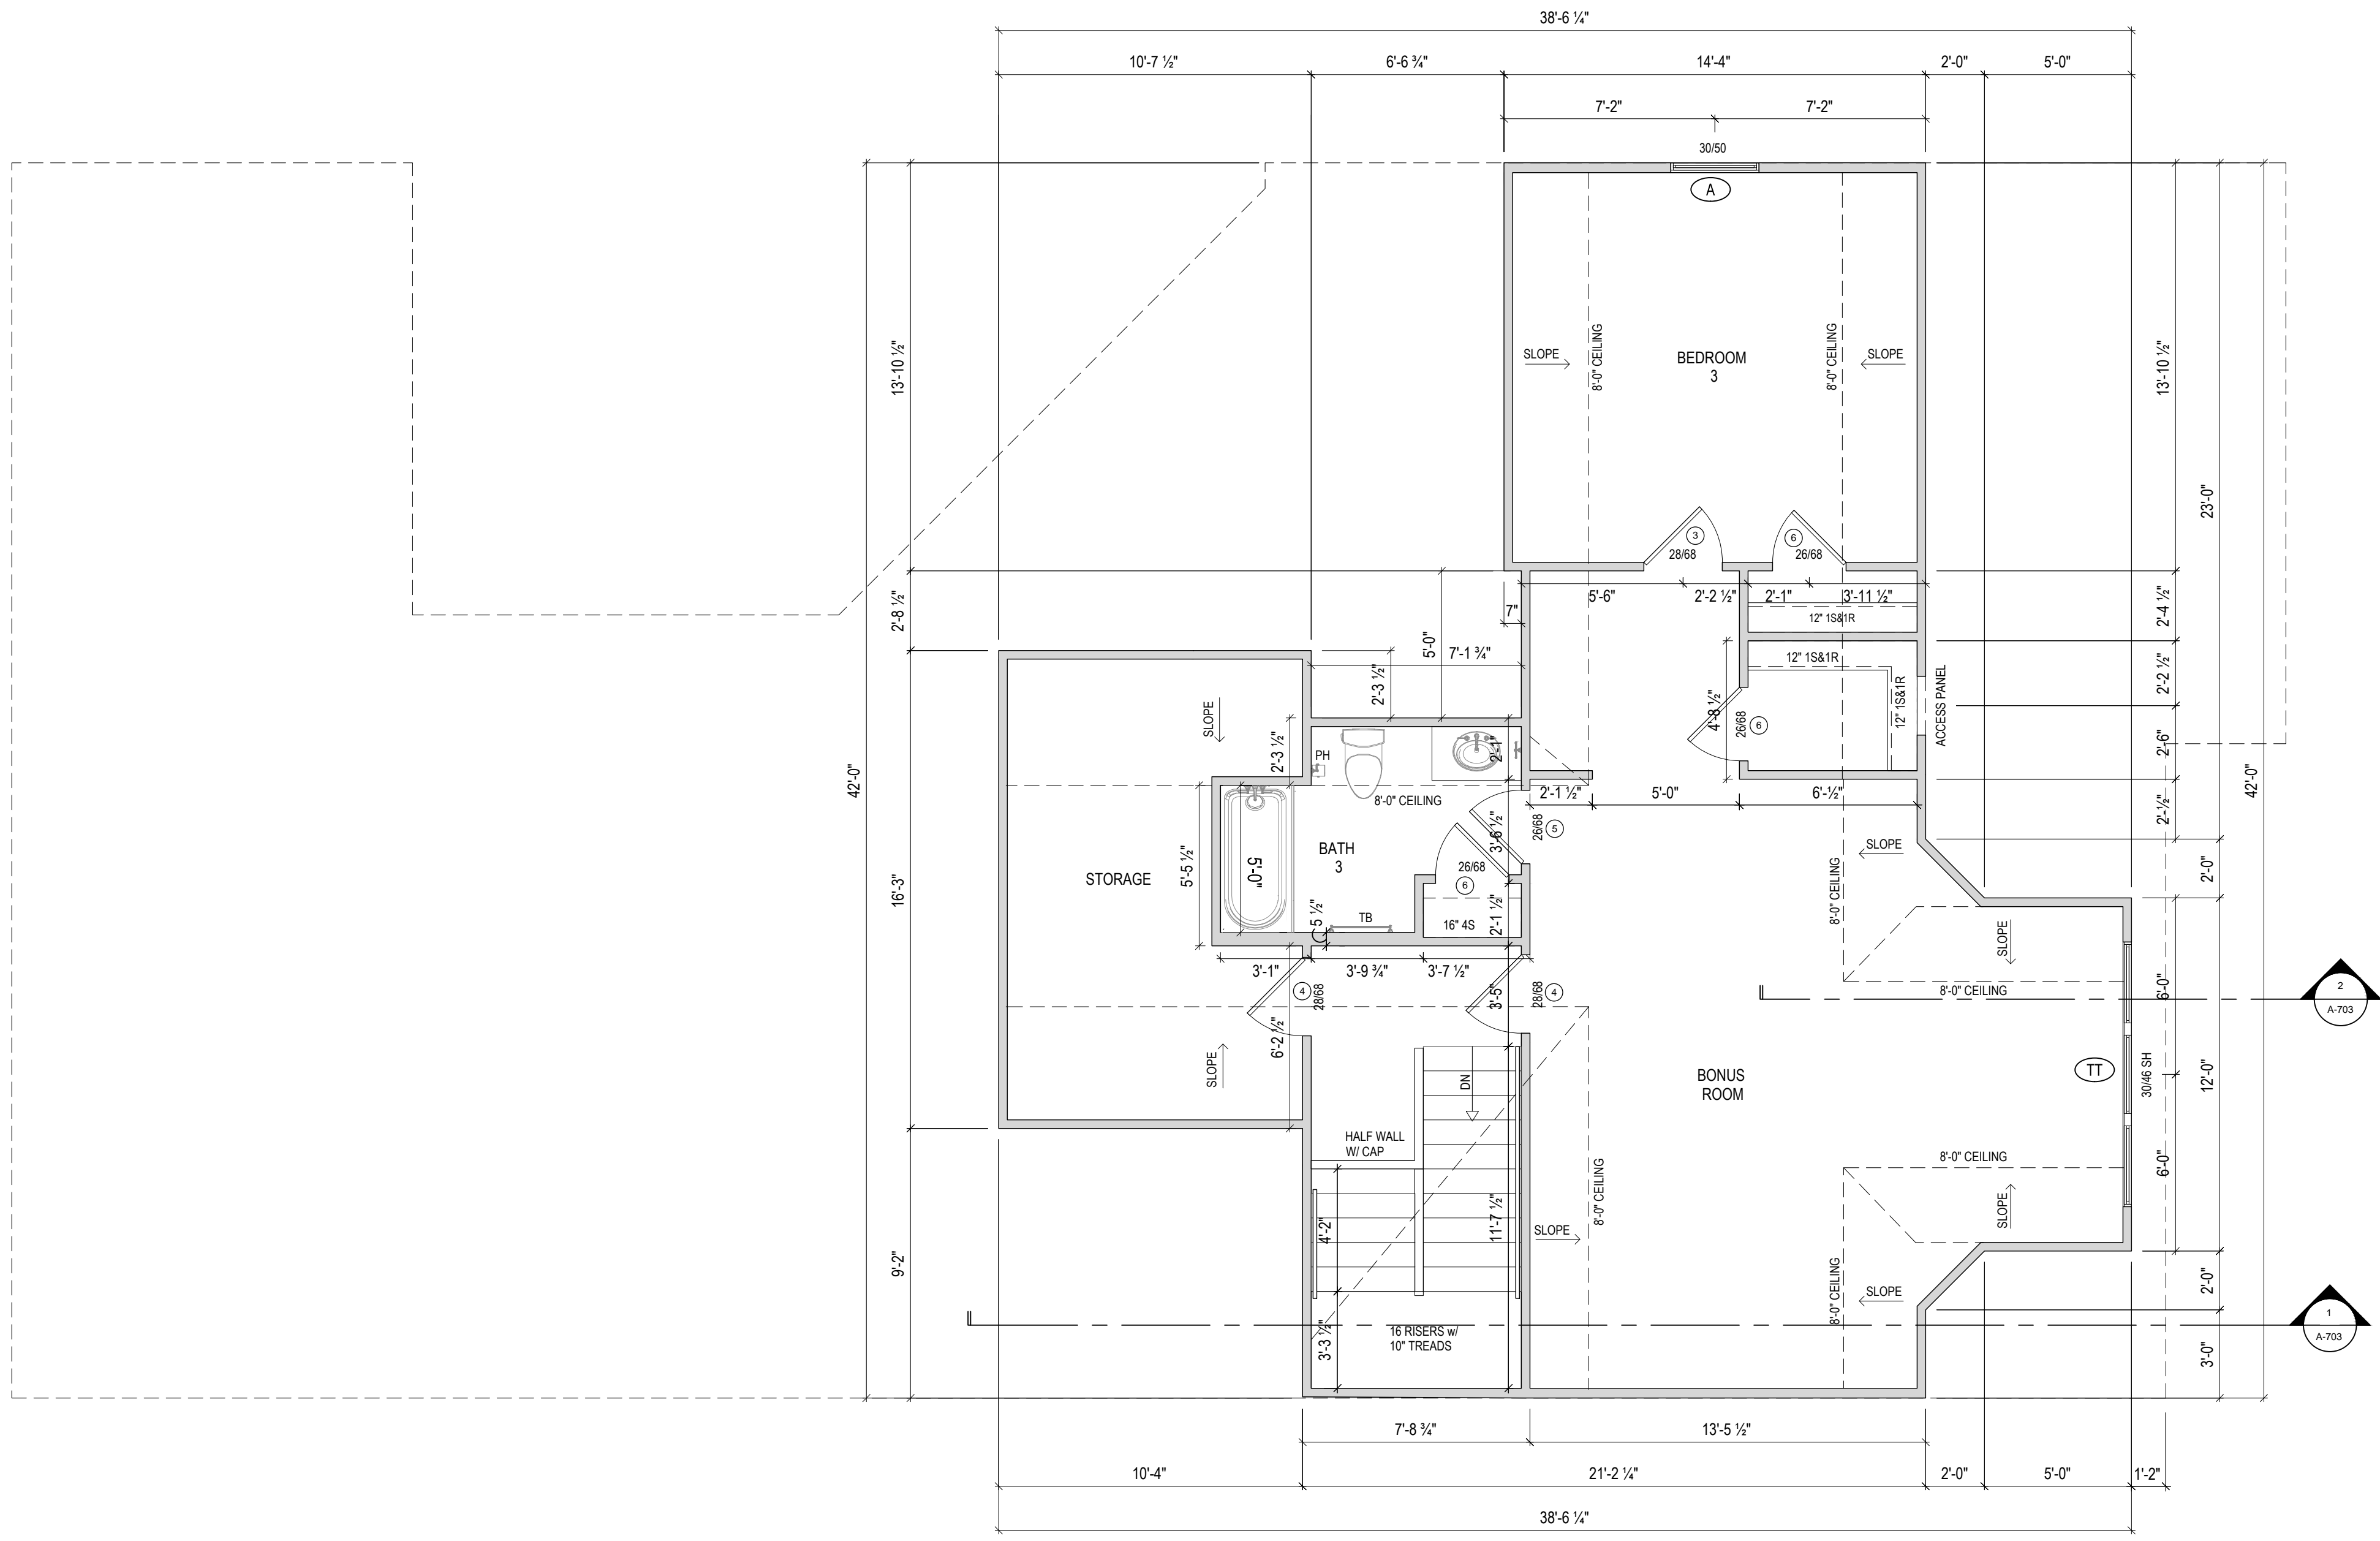 38'-6 ¼"
10'-7 ½"
6'-6 ¾"
14'-4"
2'-0"
5'-0"
7'-2"
7'-2"
30/50
A
13'-10 ½"
13'-10 ½"
23'-0"
SLOPE
8'-0" CEILING
BEDROOM
3
8'-0" CEILING
SLOPE
3
28/68
6
26/68
2'-8 ½"
7"
5'-6"
2'-2 ½"
2'-1"
3'-11 ½"
12" 1S&1R
2'-4 ½"
5'-0"
7'-1 ¾"
2'-3 ½"
12" 1S&1R
12" 1S&1R
ACCESS PANEL
2'-2 ½"
SLOPE
4'-8 ½"
26/68
6
2'-3 ½"
PH
2'-1"
2'-6"
42'-0"
42'-0"
8'-0" CEILING
2'-1 ½"
5'-0"
6'-½"
2'-½"
26/68
5
3'-6 ½"
SLOPE
STORAGE
5'-5 ½"
5'-0"
BATH
3
26/68
6
8'-0" CEILING
2'-0"
16'-3"
5 ½"
TB
16" 4S
2'-1 ½"
SLOPE
3'-1"
3'-9 ¾"
3'-7 ½"
4
28/68
3'-5"
28/68
4
8'-0" CEILING
6'-0"
2
A-703
6'-2 ½"
SLOPE
DN
BONUS
ROOM
TT
30/46 SH
12'-0"
HALF WALL
W/ CAP
8'-0" CEILING
6'-0"
8'-0" CEILING
SLOPE
4'-2"
11'-7 ½"
SLOPE
9'-2"
8'-0" CEILING
SLOPE
2'-0"
1
A-703
3'-3 ½"
16 RISERS w/
10" TREADS
3'-0"
7'-8 ¾"
13'-5 ½"
10'-4"
21'-2 ¼"
2'-0"
5'-0"
1'-2"
38'-6 ¼"